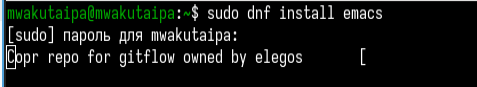 mwakutaipa@mwakutaipa:~$ sudo dnf install emacs
[sudo] пароль для mwakutaipa:
Copr repo for gitflow owned by elegos [